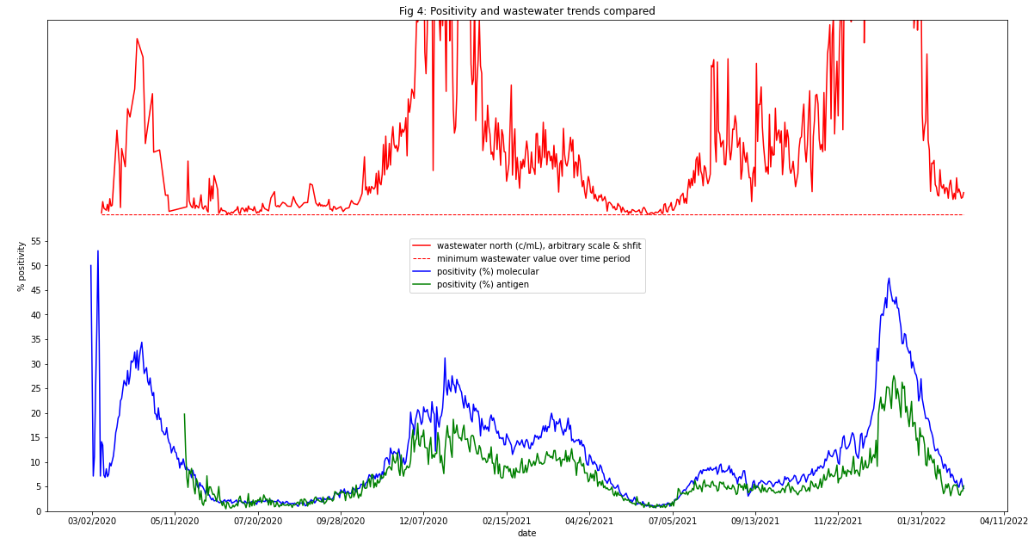 Fig 4: Positivity and wastewater trends compared
% positivity
55
50
45
40
35
30
25
20
15
10
5
0
wastewater north (c/mL), arbitrary scale & shfit
minimum wastewater value over time period
positivity (%) molecular
positivity (%) antigen
03/02/2020 05/11/2020 07/20/2020 09/28/2020 12/07/2020 02/15/2021 04/26/2021 07/05/2021 09/13/2021 11/22/2021 01/31/2022 04/11/2022
date